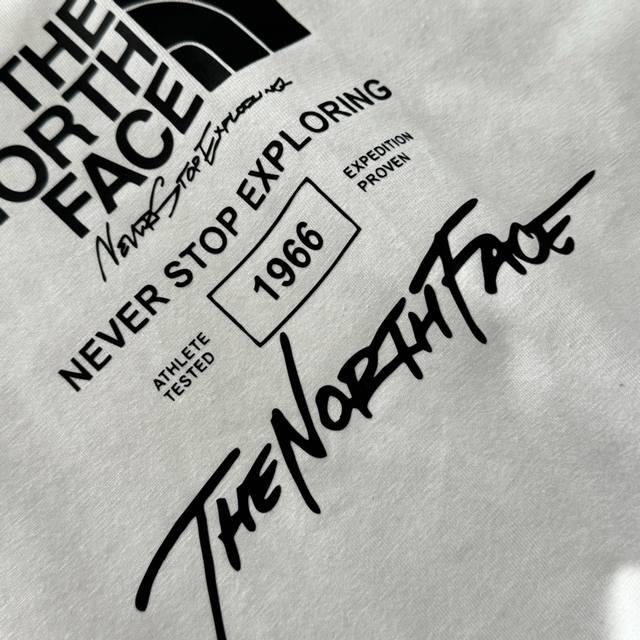 THE
ORTH
FACE
Never Stop Exploring
NEVER STOP EXPLORING
1966
EXPEDITION
PROVEN
ATHLETE
TESTED
THE NORTH FACE